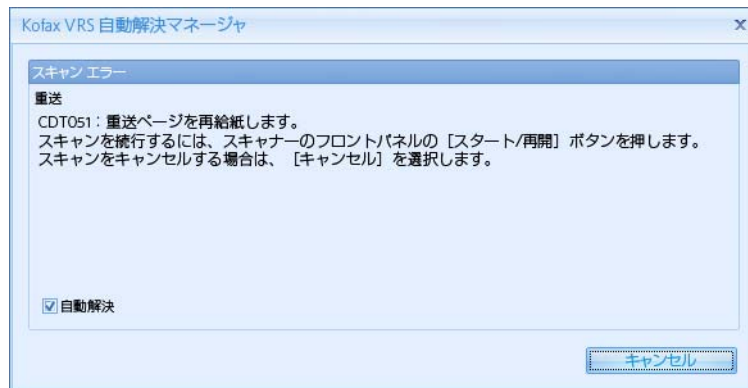 Kofax VRS 自動解決マネージャ
スキャン エラー
重送
CDT051：重送ページを再給紙します。
スキャンを続行するには、スキャナーのフロントパネルの［スタート/再開］ボタンを押します。
スキャンをキャンセルする場合は、［キャンセル］を選択します。
自動解決
キャンセル